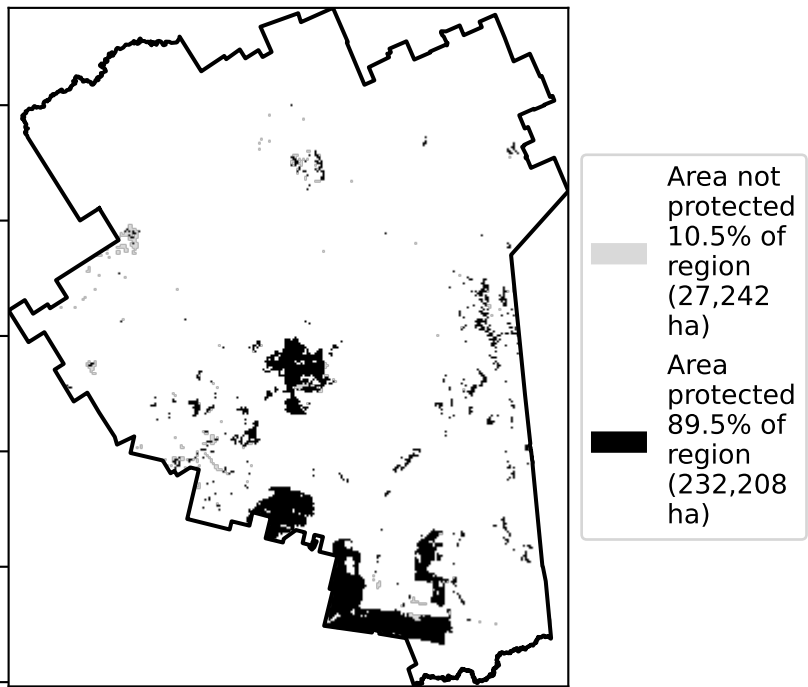 Area not
protected
10.5% of
region
(27,242
ha)
Area
protected
89.5% of
region
(232,208
ha)